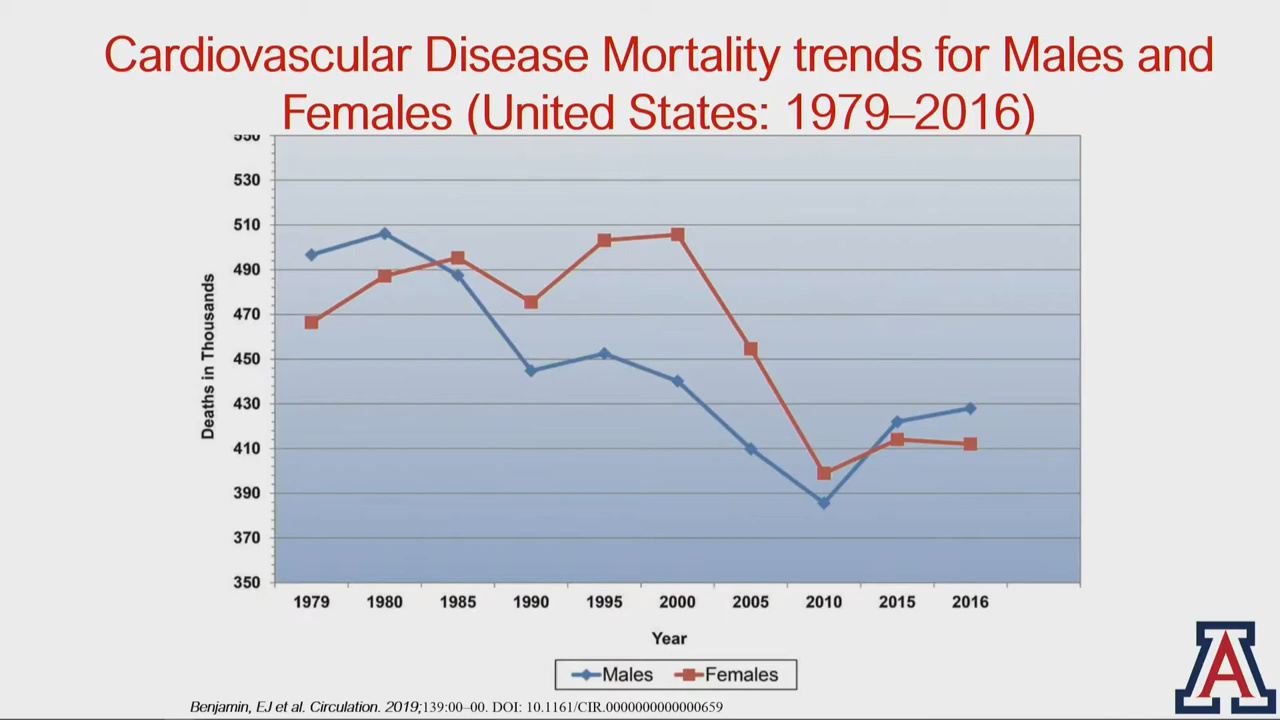 Cardiovascular Disease Mortality trends for Males and
Females (United States: 1979–2016)
550
530
510
490
470
450
430
410
390
370
350
Deaths in Thousands
1979 1980 1985 1990 1995 2000 2005 2010 2015 2016
Year
Males Females
Benjamin, EJ et al. Circulation. 2019;139:00–00. DOI: 10.1161/CIR.0000000000000659
A